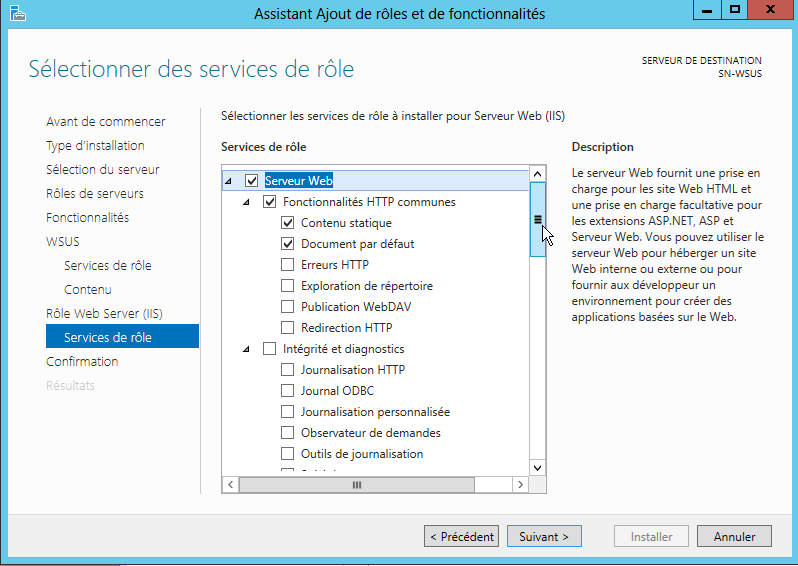 Assistant Ajout de rôles et de fonctionnalités
Sélectionner des services de rôle
SERVEUR DE DESTINATION
SN-WSUS
Avant de commencer
Type d'installation
Sélection du serveur
Rôles de serveurs
Fonctionnalités
WSUS
Services de rôle
Contenu
Rôle Web Server (IIS)
Services de rôle
Confirmation
Résultats
Sélectionner les services de rôle à installer pour Serveur Web (IIS)
Services de rôle
Serveur Web
Fonctionnalités HTTP communes
Contenu statique
Document par défaut
Erreurs HTTP
Exploration de répertoire
Publication WebDAV
Redirection HTTP
Intégrité et diagnostics
Journalisation HTTP
Journal ODBC
Journalisation personnalisée
Observateur de demandes
Outils de journalisation
Description
Le serveur Web fournit une prise en
charge pour les site Web HTML et
une prise en charge facultative pour
les extensions ASP.NET, ASP et
Serveur Web. Vous pouvez utiliser le
serveur Web pour héberger un site
Web interne ou externe ou pour
fournir aux développeur un
environnement pour créer des
applications basées sur le Web.
< Précédent
Suivant >
Installer
Annuler